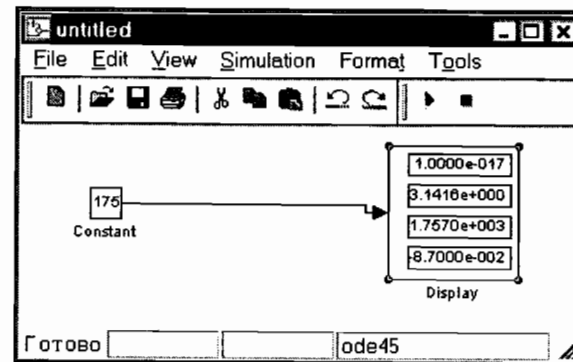 untitled
File Edit View Simulation Format Tools
1.0000e-017
3.1416e+000
175
1.7570e+003
-8.7000e-002
Constant
Display
Готово ode45